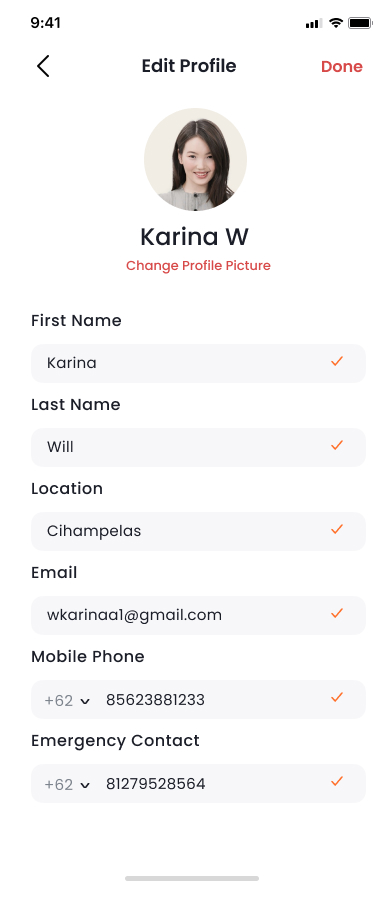 9:41
Edit Profile
Done
Karina W
Change Profile Picture
First Name
Karina
Last Name
Will
Location
Cihampelas
Email
wkarinaa1@gmail.com
Mobile Phone
+62 85623881233
Emergency Contact
+62 81279528564